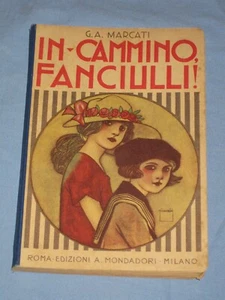 G.A. MARCATI
IN-CAMMINO,
FANCIULLI!
ROMA·EDIZIONI A. MONDADORI·MILANO